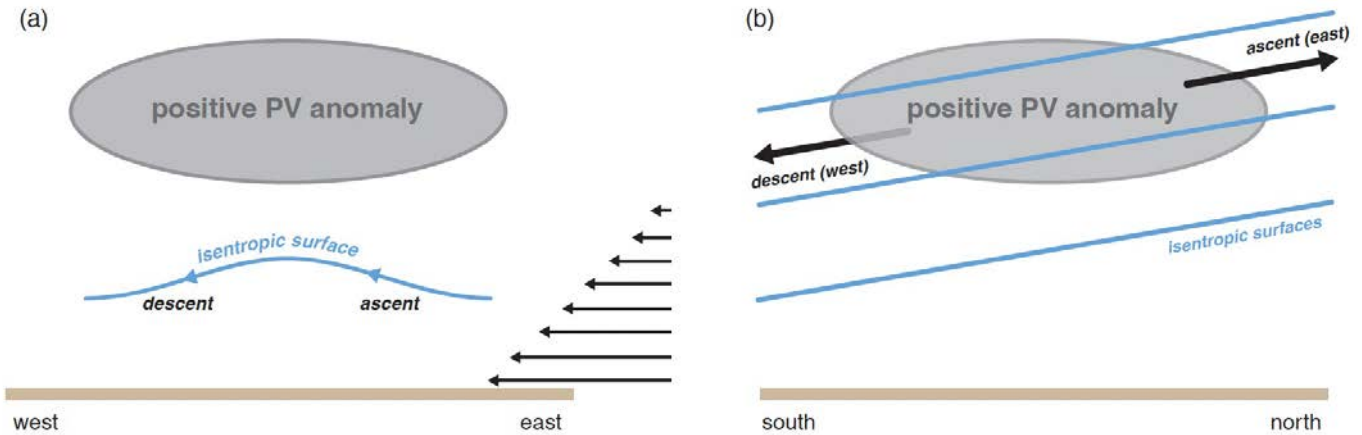 (a)
positive PV anomaly
isentropic surface
descent
ascent
west
east
(b)
ascent (east)
positive PV anomaly
descent (west)
isentropic surfaces
south
north